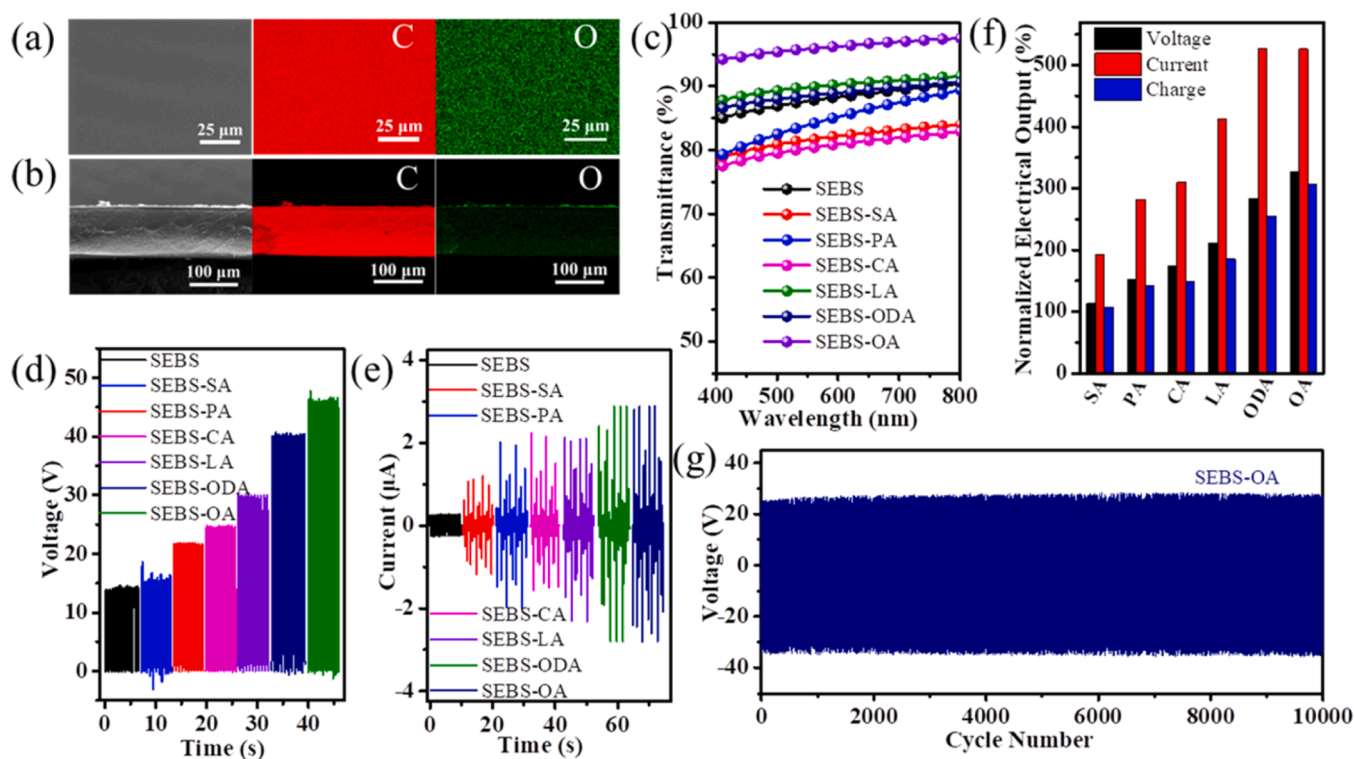 (a)
C
O
25 μm
25 μm
25 μm
(b)
C
O
100 μm
100 μm
100 μm
(c)
100
95
90
85
80
75
70
65
60
55
50
Transmittance (%)
SEBS
SEBS-SA
SEBS-PA
SEBS-CA
SEBS-LA
SEBS-ODA
SEBS-OA
400 500 600 700 800
Wavelength (nm)
(f)
Voltage
Current
Charge
500
400
300
200
100
0
Normalized Electrical Output (%)
SA PA CA LA ODA OA
(d)
SEBS
SEBS-SA
SEBS-PA
SEBS-CA
SEBS-LA
SEBS-ODA
SEBS-OA
50
40
30
20
10
0
Voltage (V)
0 10 20 30 40
Time (s)
(e)
SEBS
SEBS-SA
SEBS-PA
4
2
0
-2
-4
Current (μA)
SEBS-CA
SEBS-LA
SEBS-ODA
SEBS-OA
0 20 40 60
Time (s)
(g)
SEBS-OA
40
20
0
-20
-40
Voltage (V)
0 2000 4000 6000 8000 10000
Cycle Number